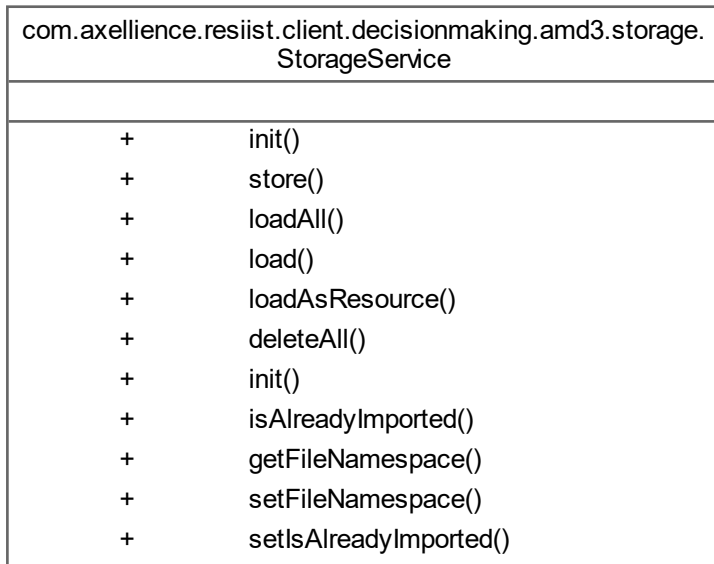 com.axellience.resiist.client.decisionmaking.amd3.storage.
StorageService
+ init()
+ store()
+ loadAll()
+ load()
+ loadAsResource()
+ deleteAll()
+ init()
+ isAlreadyImported()
+ getFileNamespace()
+ setFileNamespace()
+ setIsAlreadyImported()